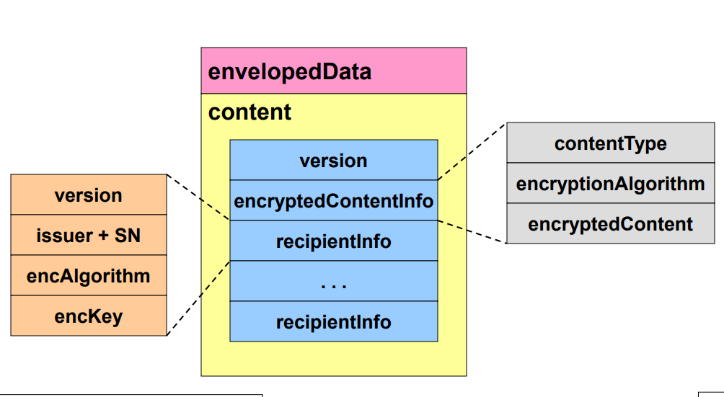 envelopedData
content
version
encryptedContentInfo
recipientInfo
. . .
recipientInfo
version
issuer + SN
encAlgorithm
encKey
contentType
encryptionAlgorithm
encryptedContent